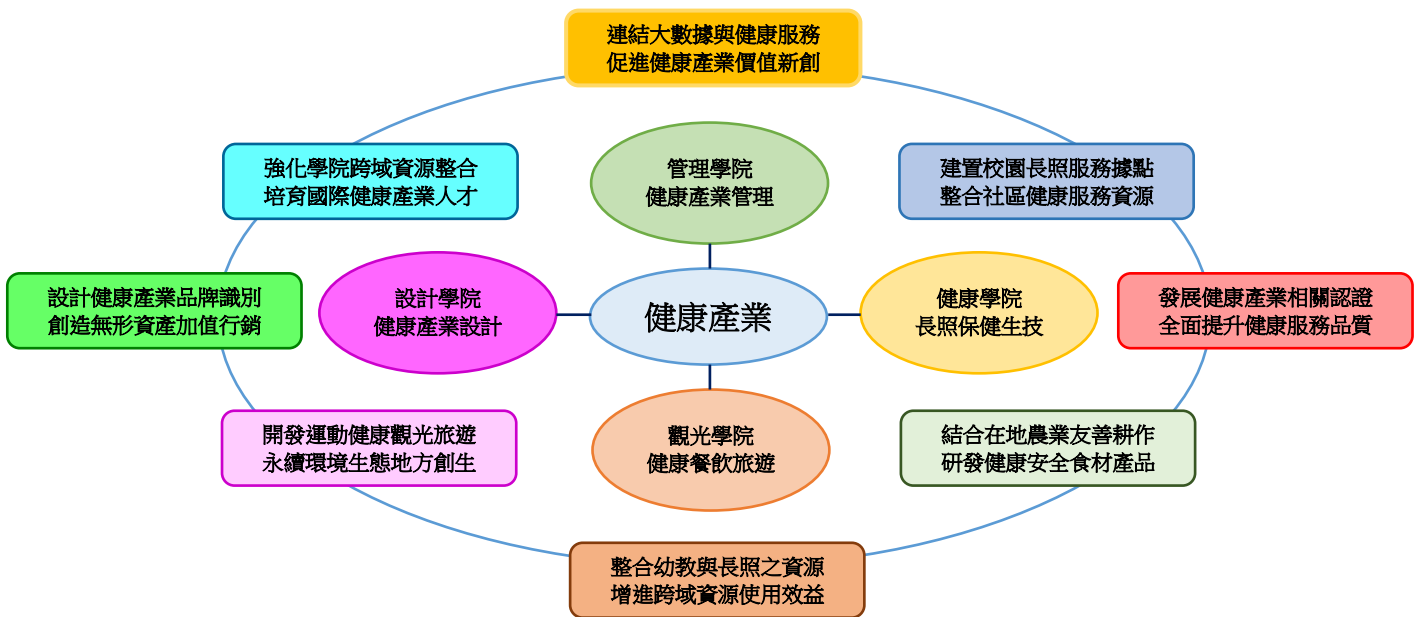 連結大數據與健康服務
促進健康產業價值新創
強化學院跨域資源整合
培育國際健康產業人才
管理學院
健康產業管理
建置校園長照服務據點
整合社區健康服務資源
設計健康產業品牌識別
創造無形資產加值行銷
設計學院
健康產業設計
健康產業
健康學院
長照保健生技
發展健康產業相關認證
全面提升健康服務品質
開發運動健康觀光旅遊
永續環境生態地方創生
觀光學院
健康餐飲旅遊
結合在地農業友善耕作
研發健康安全食材產品
整合幼教與長照之資源
增進跨域資源使用效益